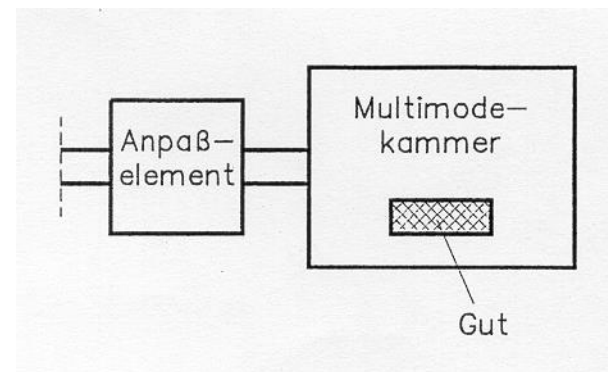 Anpaß-
element
Multimode-
kammer
Gut